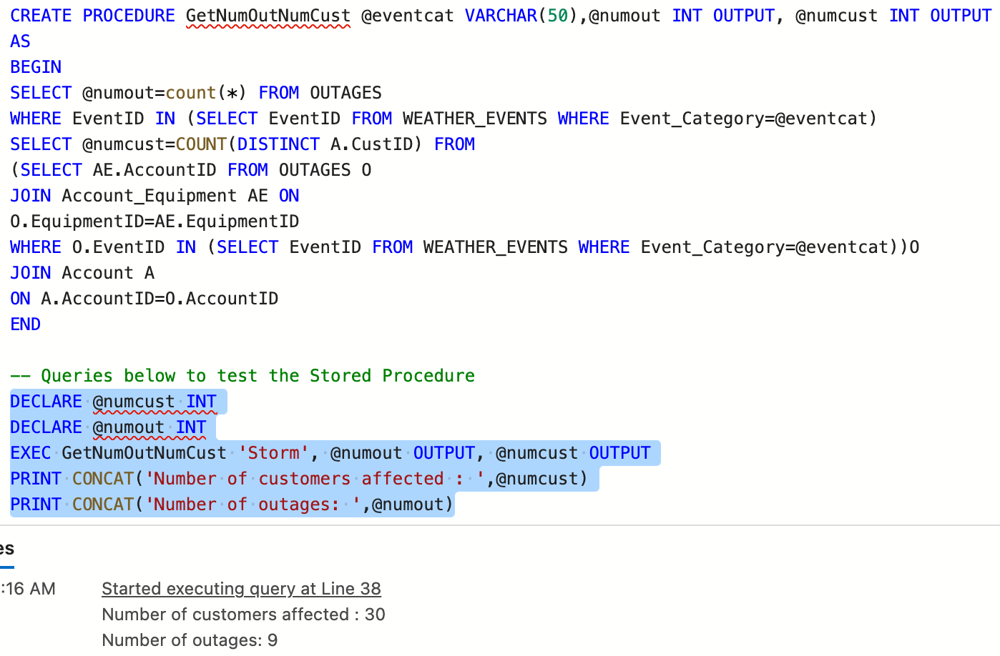 CREATE PROCEDURE GetNumOutNumCust @eventcat VARCHAR(50),@numout INT OUTPUT, @numcust INT OUTPUT
AS
BEGIN
SELECT @numout=count(*) FROM OUTAGES
WHERE EventID IN (SELECT EventID FROM WEATHER_EVENTS WHERE Event_Category=@eventcat)
SELECT @numcust=COUNT(DISTINCT A.CustID) FROM
(SELECT AE.AccountID FROM OUTAGES O
JOIN Account_Equipment AE ON
O.EquipmentID=AE.EquipmentID
WHERE O.EventID IN (SELECT EventID FROM WEATHER_EVENTS WHERE Event_Category=@eventcat))O
JOIN Account A
ON A.AccountID=O.AccountID
END
-- Queries below to test the Stored Procedure
DECLARE @numcust INT
DECLARE @numout INT
EXEC GetNumOutNumCust 'Storm', @numout OUTPUT, @numcust OUTPUT
PRINT CONCAT('Number of customers affected : ',@numcust)
PRINT CONCAT('Number of outages: ',@numout)
es
:16 AM Started executing query at Line 38
Number of customers affected : 30
Number of outages: 9